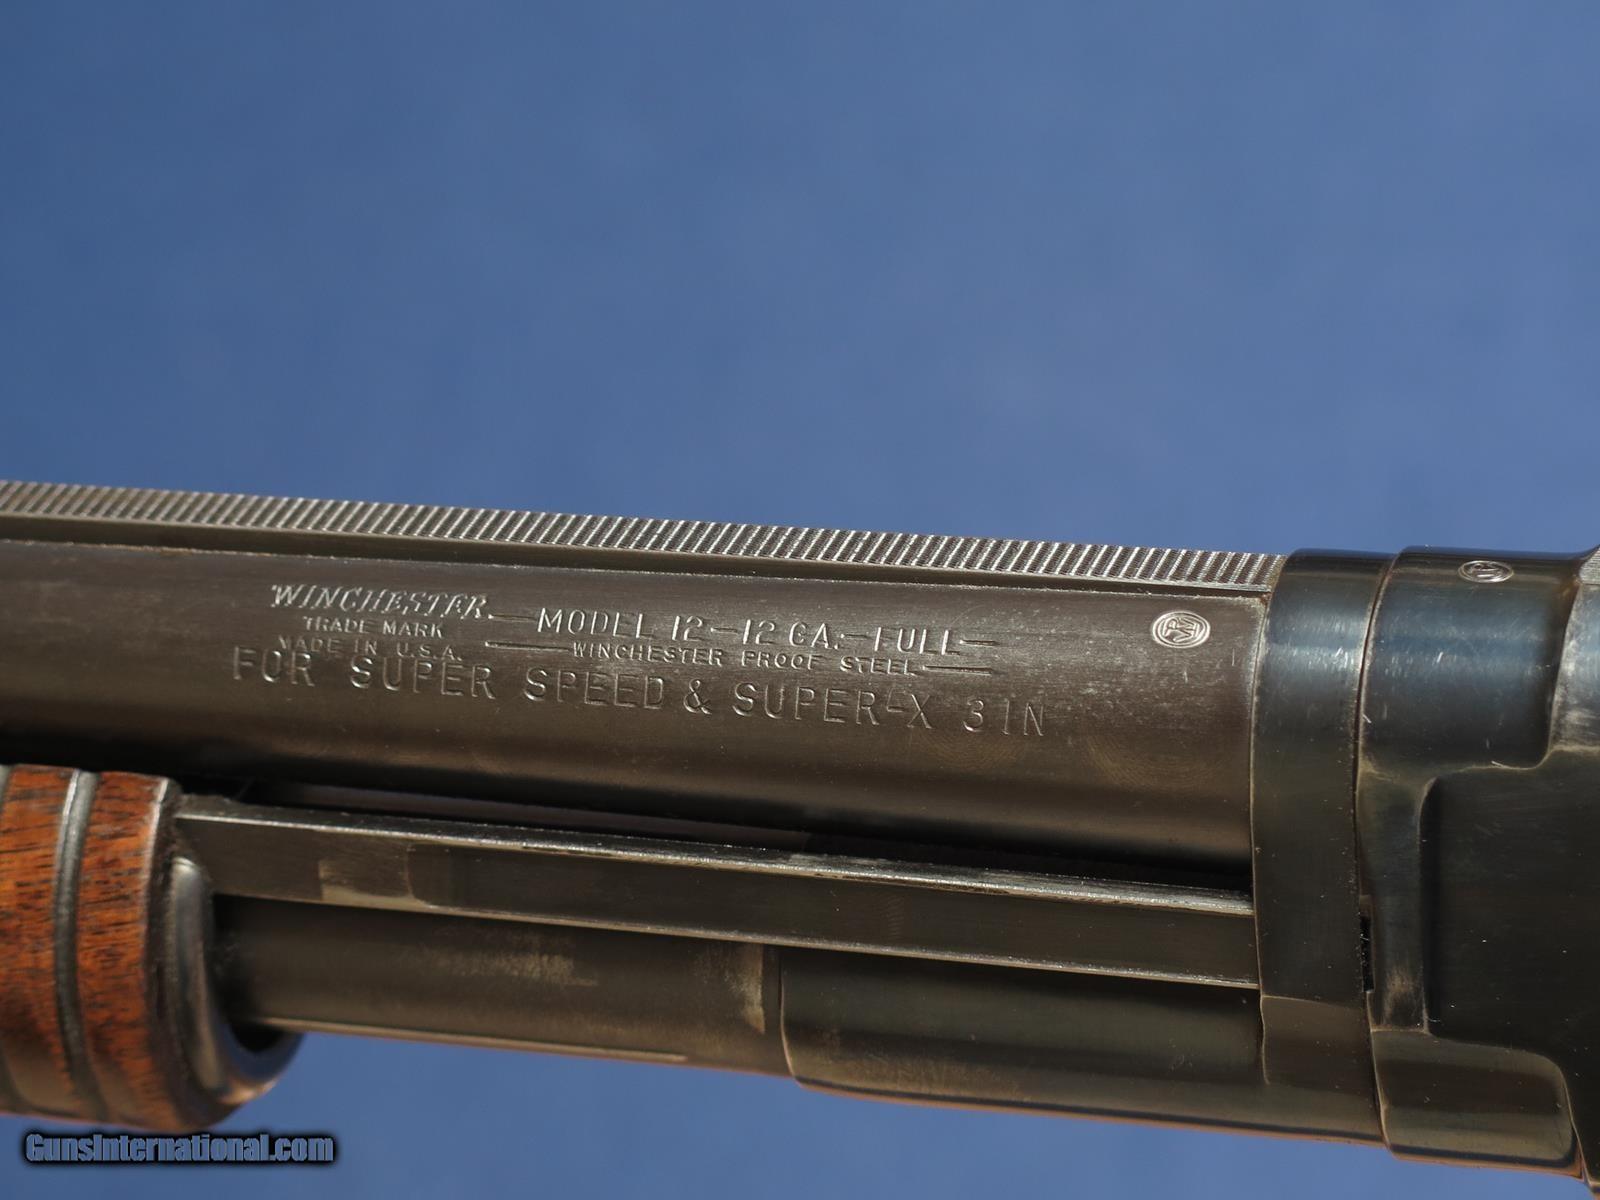 WINCHESTER
TRADE MARK
MADE IN U.S.A.
—MODEL 12—12 GA.—FULL—
—WINCHESTER PROOF STEEL—
FOR SUPER SPEED & SUPER-X 3 IN
GunsInternational.com